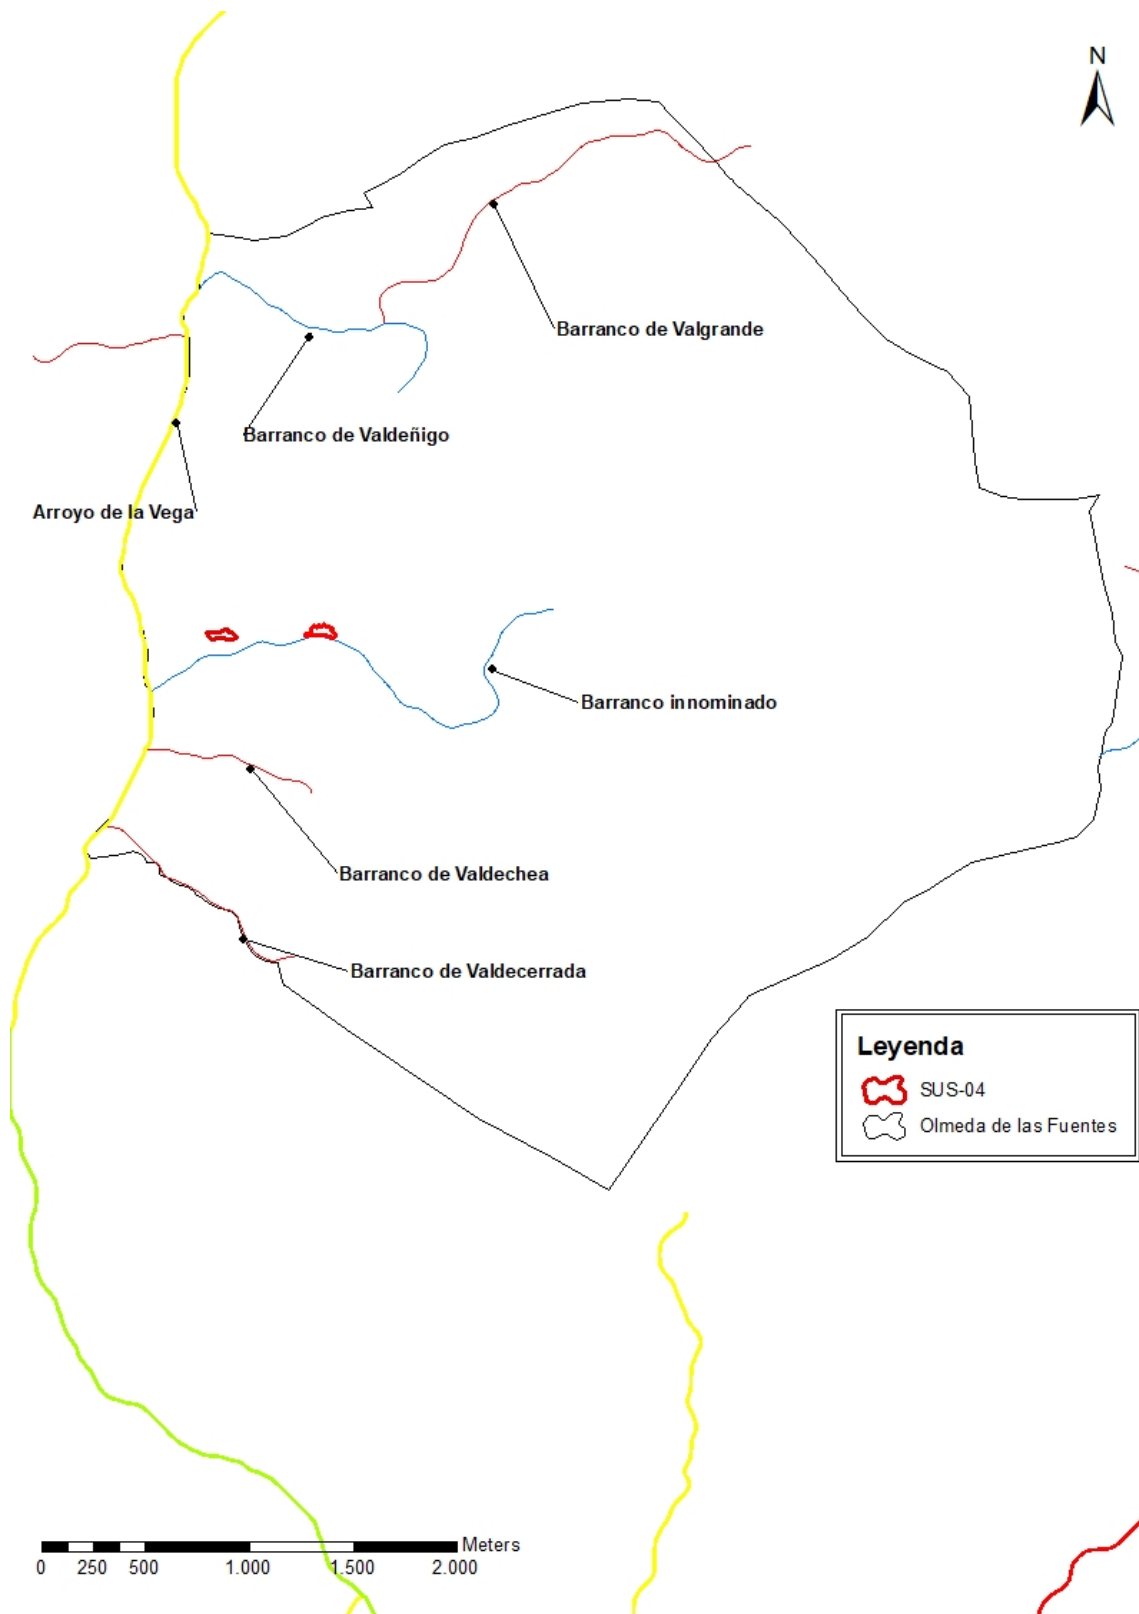 N
Barranco de Valgrande
Barranco de Valdeñigo
Arroyo de la Vega
Barranco innominado
Barranco de Valdechea
Barranco de Valdecerrada
Leyenda
SUS-04
Olmeda de las Fuentes
Meters
0 250 500 1.000 1.500 2.000